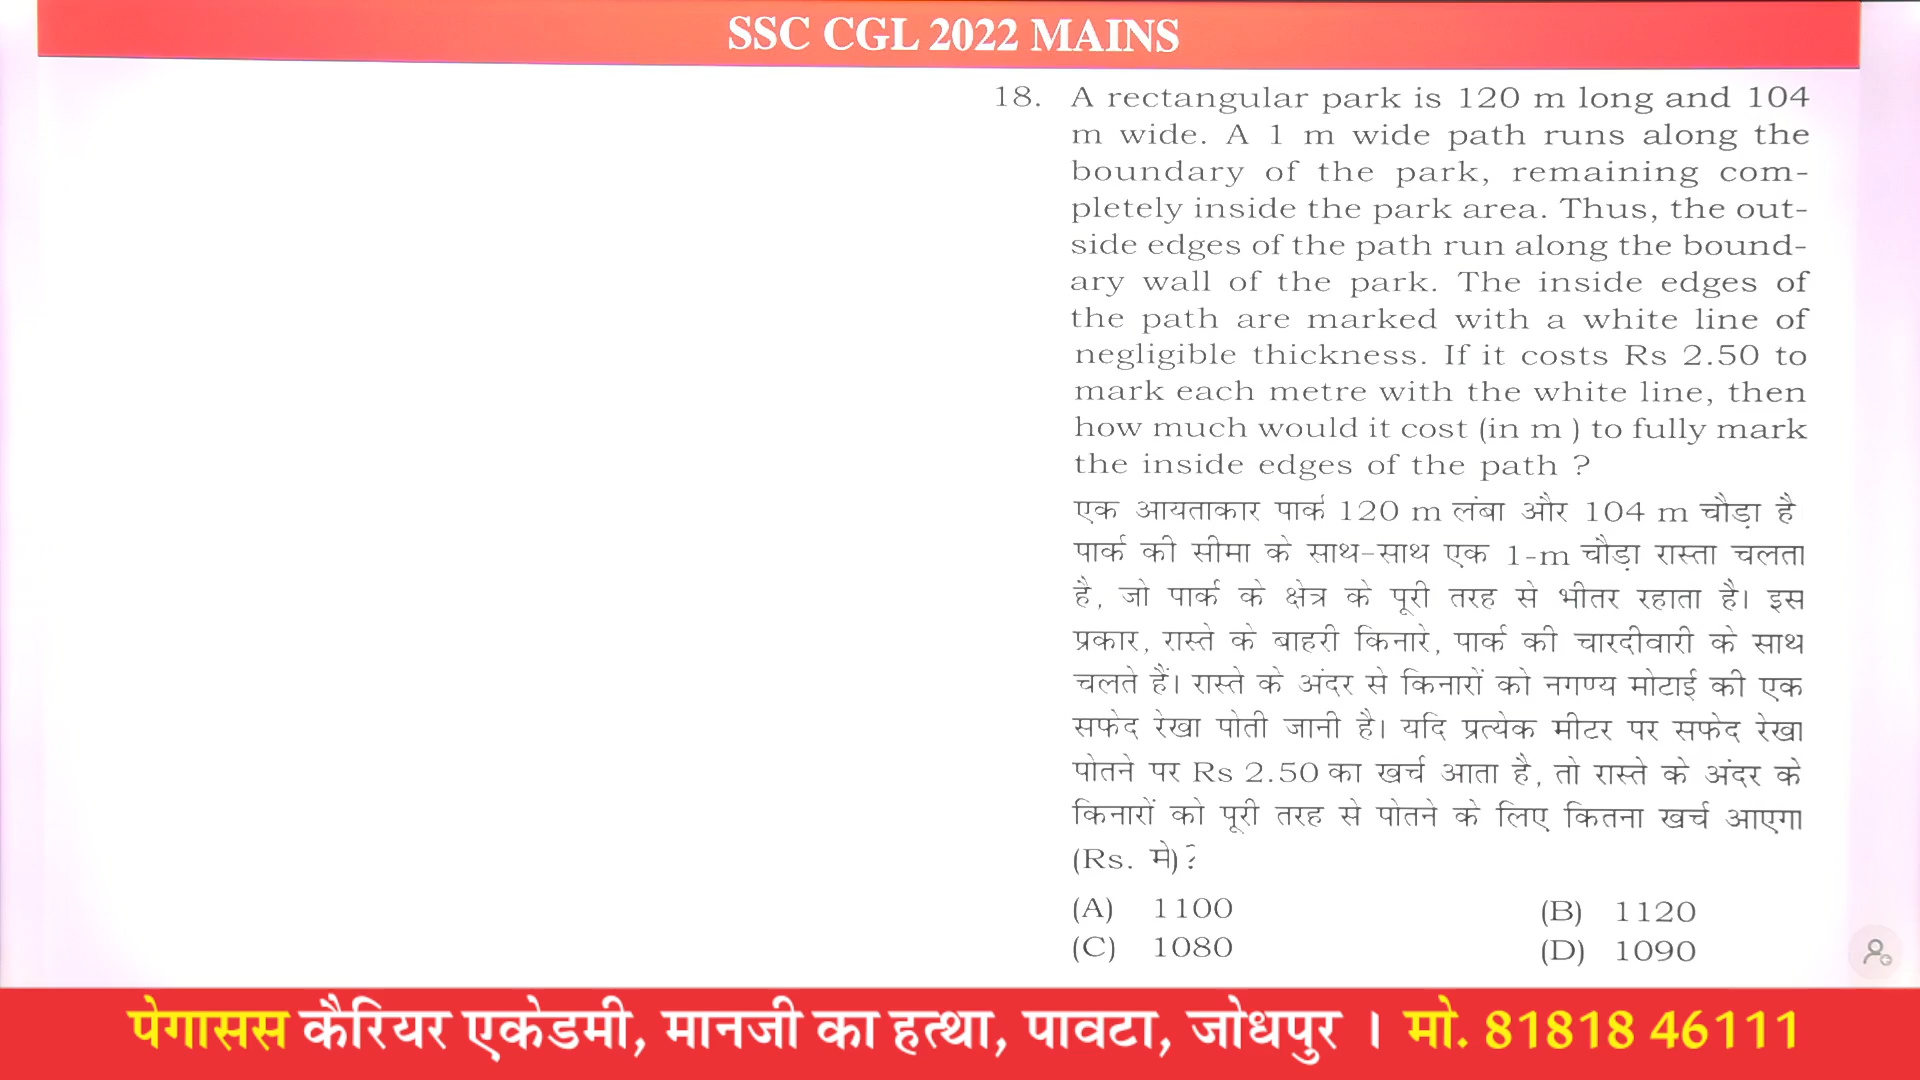 SSC CGL 2022 MAINS
18. A rectangular park is 120 m long and 104
m wide. A 1 m wide path runs along the
boundary of the park, remaining com-
pletely inside the park area. Thus, the out-
side edges of the path run along the bound-
ary wall of the park. The inside edges of
the path are marked with a white line of
negligible thickness. If it costs Rs 2.50 to
mark each metre with the white line, then
how much would it cost (in m ) to fully mark
the inside edges of the path ?
एक आयताकार पार्क 120 m लंबा और 104 m चौड़ा है
पार्क की सीमा के साथ-साथ एक 1-m चौड़ा रास्ता चलता
है, जो पार्क के क्षेत्र के पूरी तरह से भीतर रहाता है। इस
प्रकार, रास्ते के बाहरी किनारे, पार्क की चारदीवारी के साथ
चलते हैं। रास्ते के अंदर से किनारों को नगण्य मोटाई की एक
सफेद रेखा पोती जानी है। यदि प्रत्येक मीटर पर सफेद रेखा
पोतने पर Rs 2.50 का खर्च आता है, तो रास्ते के अंदर के
किनारों को पूरी तरह से पोतने के लिए कितना खर्च आएगा
(Rs. मे)?
(A) 1100 (B) 1120
(C) 1080 (D) 1090
पेगासस कैरियर एकेडमी, मानजी का हत्था, पावटा, जोधपुर । मो. 81818 46111